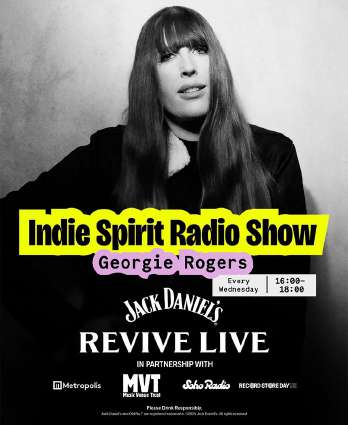 Indie Spirit Radio Show
Georgie Rogers
Every Wednesday
16:00–18:00
JACK DANIEL'S
REVIVE LIVE
IN PARTNERSHIP WITH
Metropolis
MVT
Music Venue Trust
Soho Radio
RECORD STORE DAY
Please Drink Responsibly.